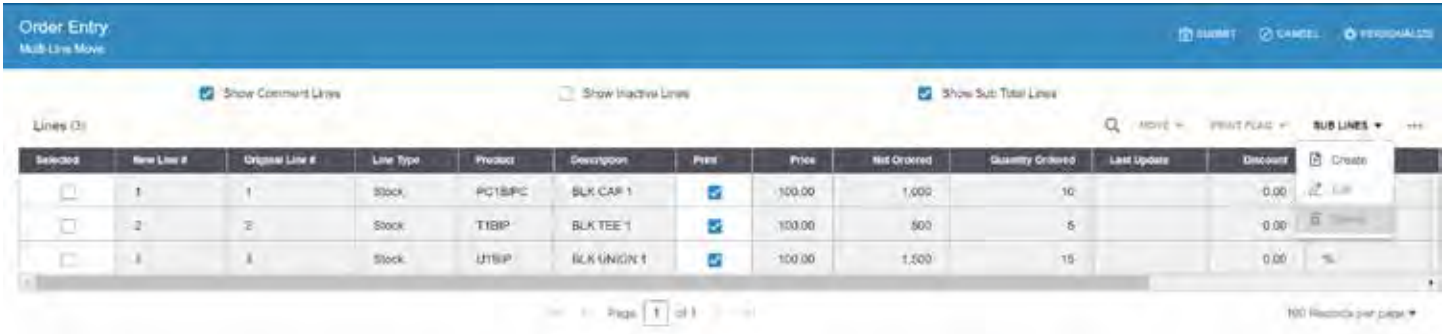 Order Entry
Multi-Line Move
SUBMIT CANCEL PERSONALIZE
Show Comment Lines Show Inactive Lines Show Sub Total Lines
Lines (3)
MOVE PRINT FLAG SUB LINES
Selected New Line # Original Line # Line Type Product Description Print Price Net Ordered Quantity Ordered Last Update Discount
Create
Edit
Delete
1 1 Stock BLK CAP 1 100.00 1,000 10 0.00
2 2 Stock T1BIP BLK TEE 1 100.00 500 5 0.00
3 3 Stock U1BIP BLK UNION 1 100.00 1,500 15 0.00 %
Page 1 of 1
100 Records per page